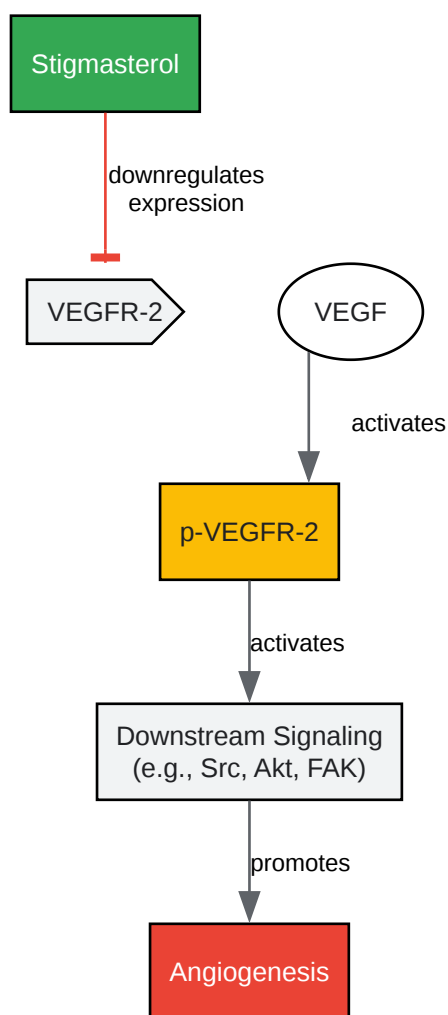 Stigmasterol
downregulates
expression
VEGFR-2
VEGF
activates
p-VEGFR-2
activates
Downstream Signaling
(e.g., Src, Akt, FAK)
promotes
Angiogenesis